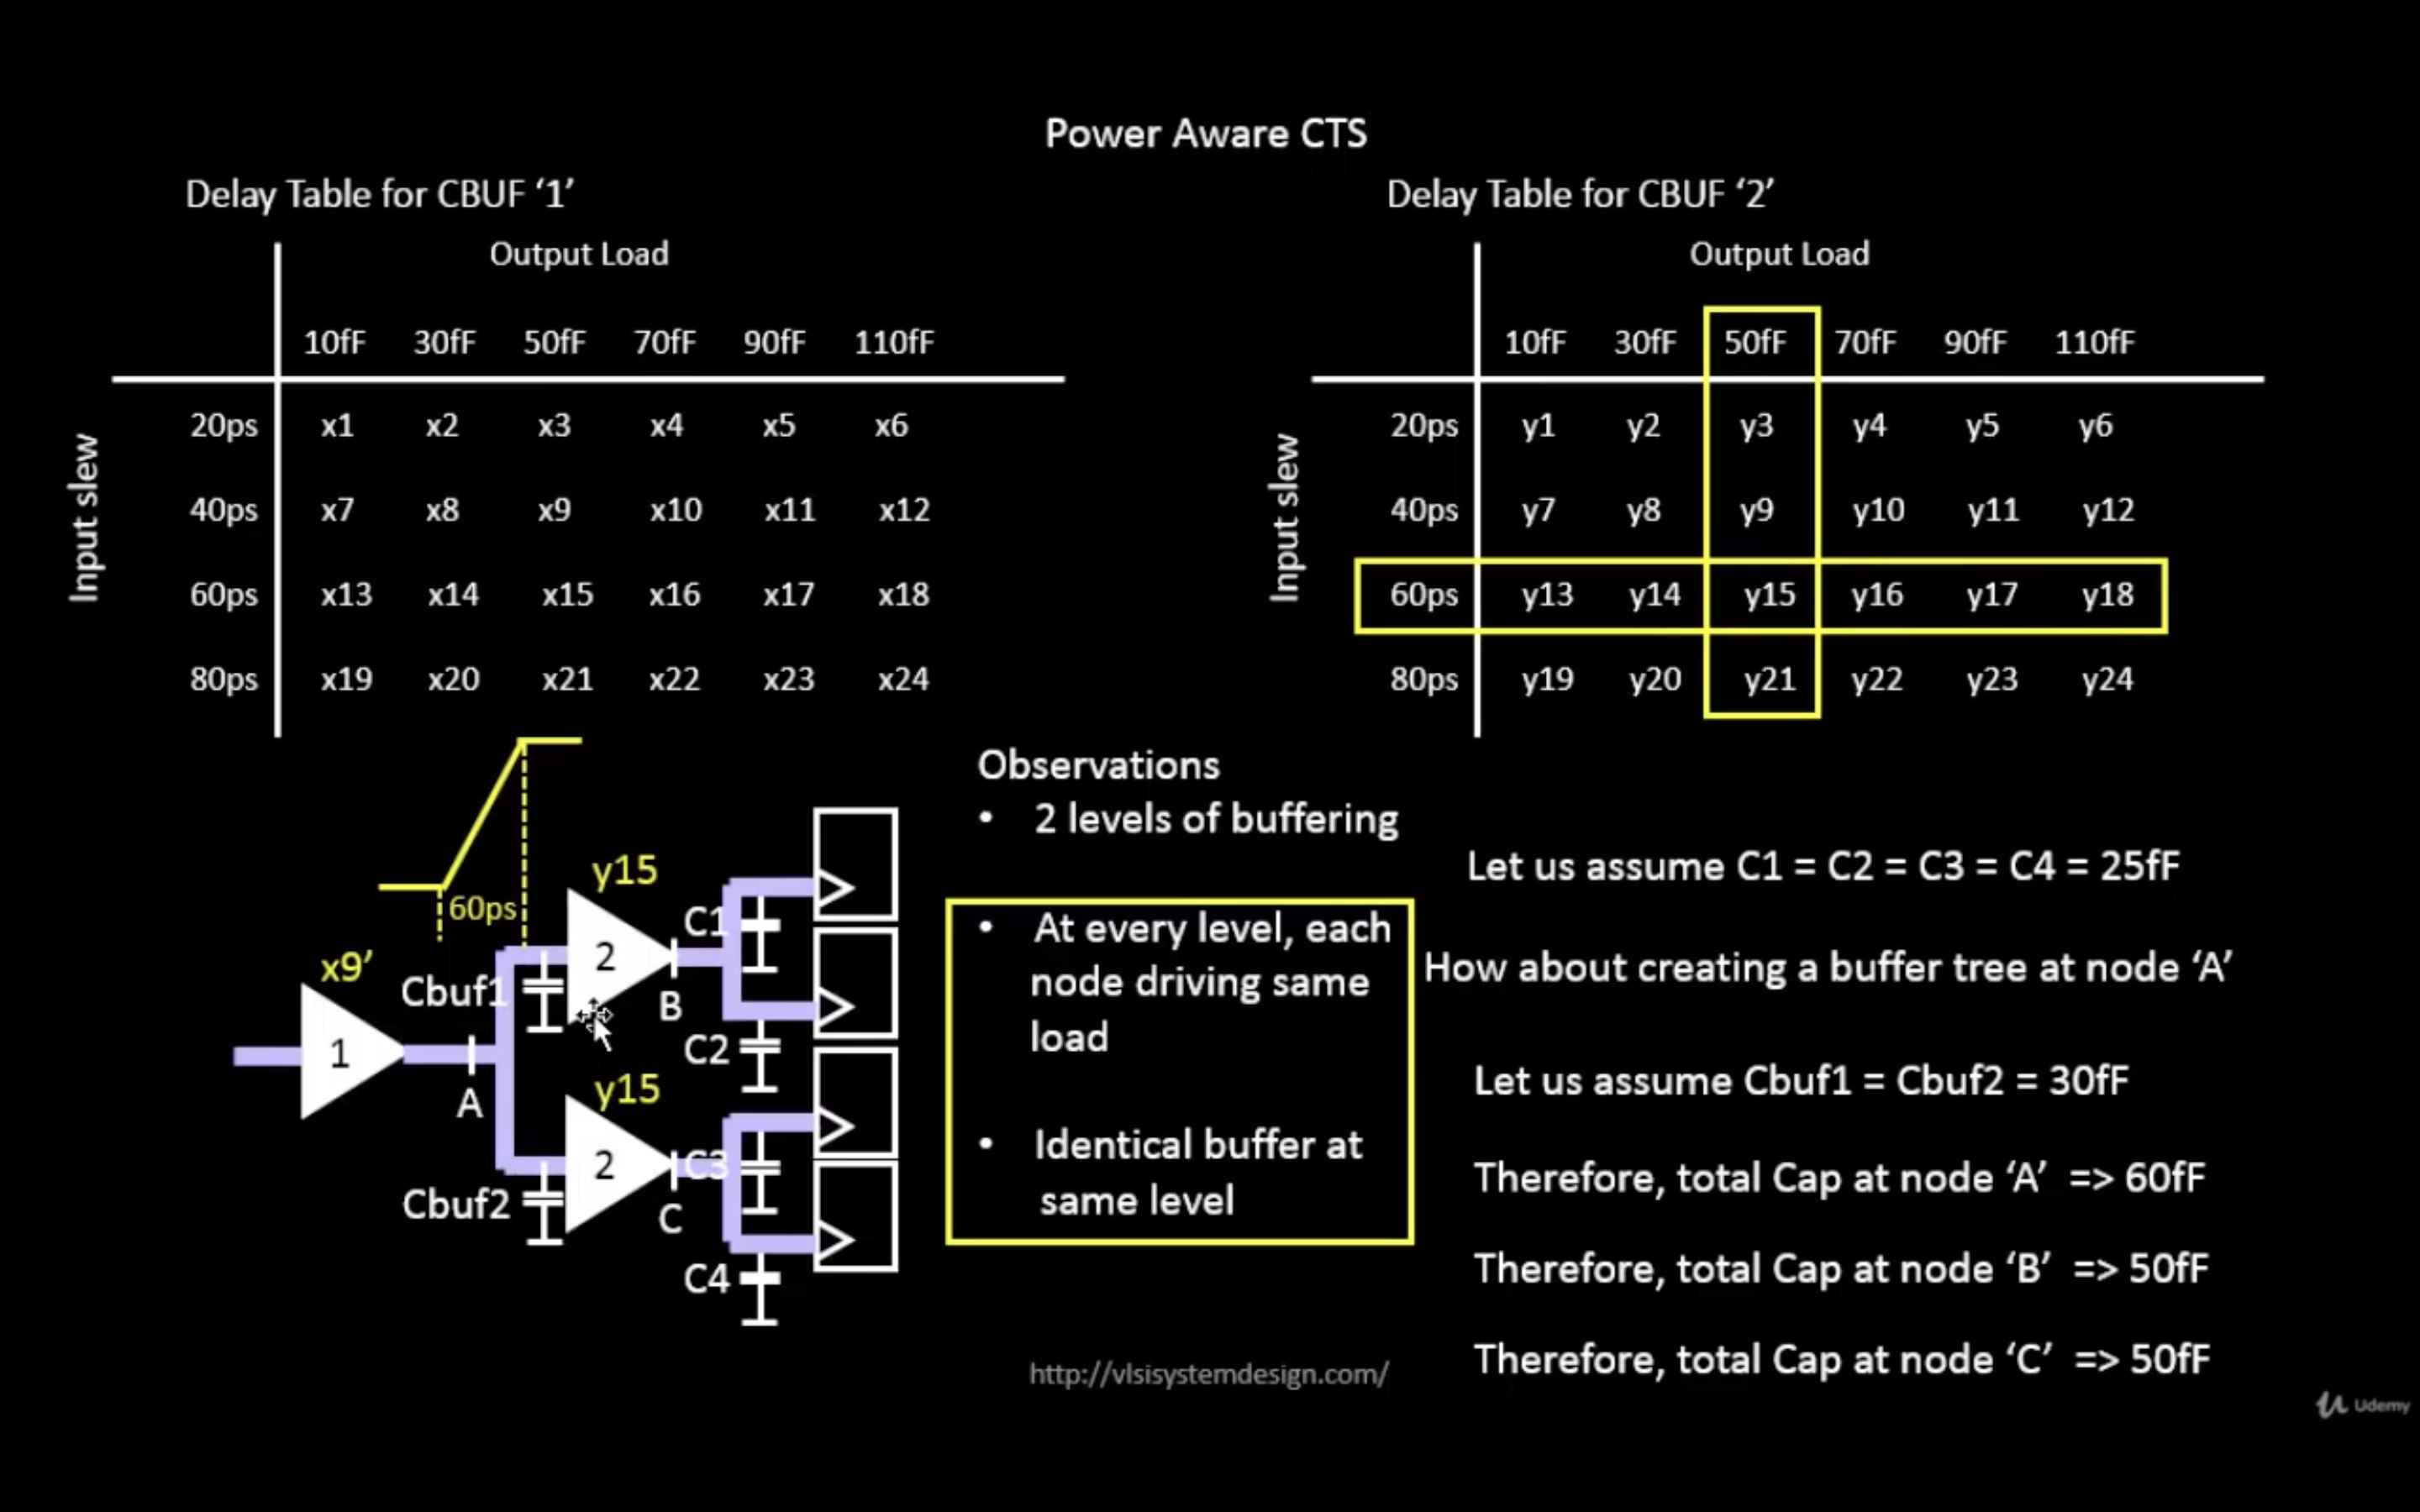 Power Aware CTS
Delay Table for CBUF ‘1’
Output Load
10fF 30fF 50fF 70fF 90fF 110fF
Input slew
20ps x1 x2 x3 x4 x5 x6
40ps x7 x8 x9 x10 x11 x12
60ps x13 x14 x15 x16 x17 x18
80ps x19 x20 x21 x22 x23 x24
Delay Table for CBUF ‘2’
Output Load
10fF 30fF 50fF 70fF 90fF 110fF
Input slew
20ps y1 y2 y3 y4 y5 y6
40ps y7 y8 y9 y10 y11 y12
60ps y13 y14 y15 y16 y17 y18
80ps y19 y20 y21 y22 y23 y24
60ps
y15
x9’
Cbuf1
2
C1
B
1
C2
A
y15
2
C3
Cbuf2
C
C4
Observations
• 2 levels of buffering
• At every level, each
node driving same
load
• Identical buffer at
same level
Let us assume C1 = C2 = C3 = C4 = 25fF
How about creating a buffer tree at node ‘A’
Let us assume Cbuf1 = Cbuf2 = 30fF
Therefore, total Cap at node ‘A’ => 60fF
Therefore, total Cap at node ‘B’ => 50fF
Therefore, total Cap at node ‘C’ => 50fF
http://vlsisystemdesign.com/
Udemy